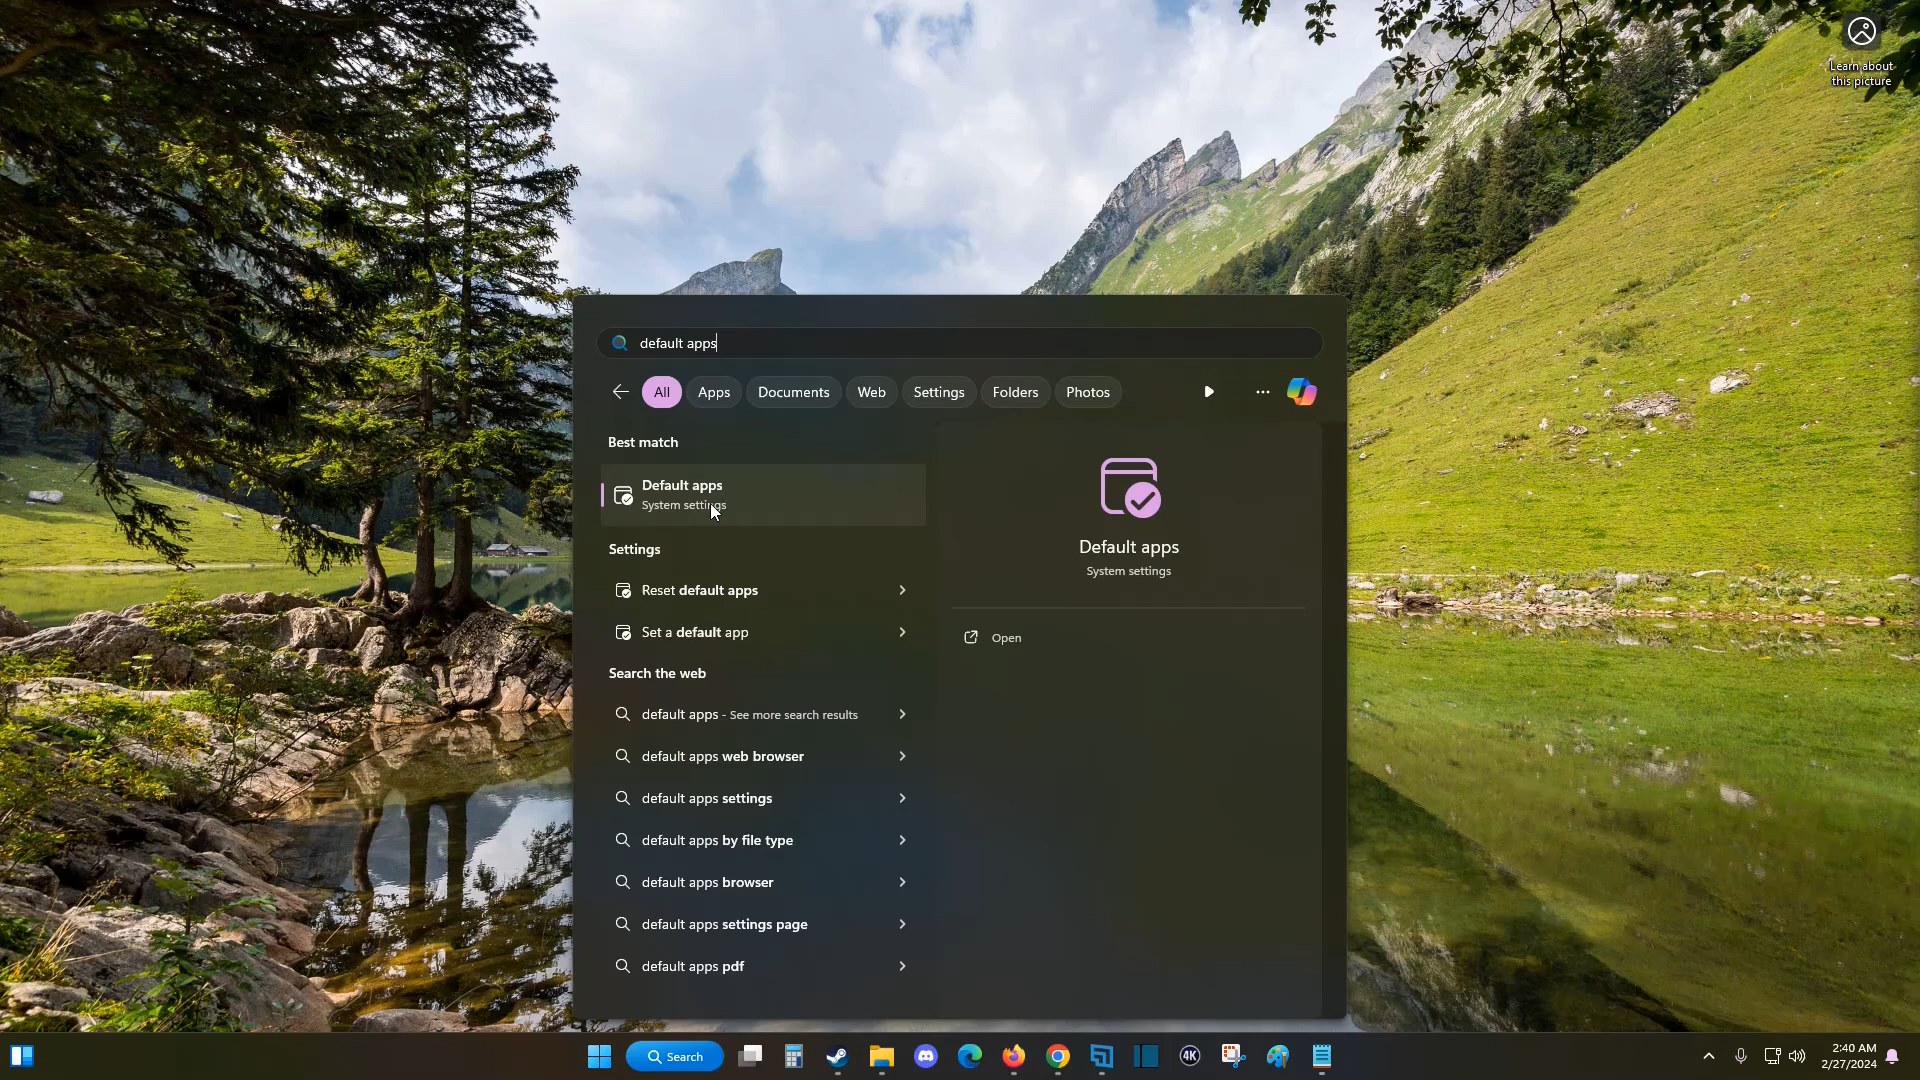 Learn about
this picture
default apps
All Apps Documents Web Settings Folders Photos
Best match
Default apps
System settings
Settings
Reset default apps
Set a default app
Search the web
default apps - See more search results
default apps web browser
default apps settings
default apps by file type
default apps browser
default apps settings page
default apps pdf
Default apps
System settings
Open
Search
4K
2:40 AM
2/27/2024